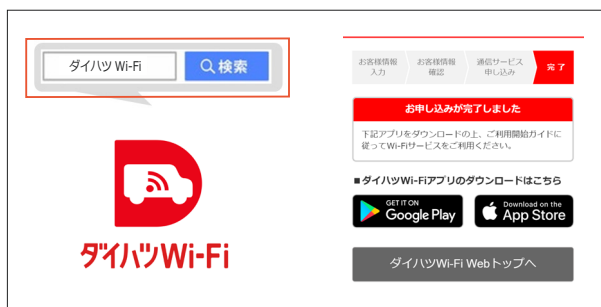 ダイハツ Wi-Fi
検索
ダイハツWi-Fi
お客様情報
入力
お客様情報
確認
通信サービス
申し込み
完了
お申し込みが完了しました
下記アプリをダウンロードの上、ご利用開始ガイドに
従ってWi-Fiサービスをご利用ください。
■ダイハツWi-Fiアプリのダウンロードはこちら
GET IT ON
Google Play
Download on the
App Store
ダイハツWi-Fi Webトップへ